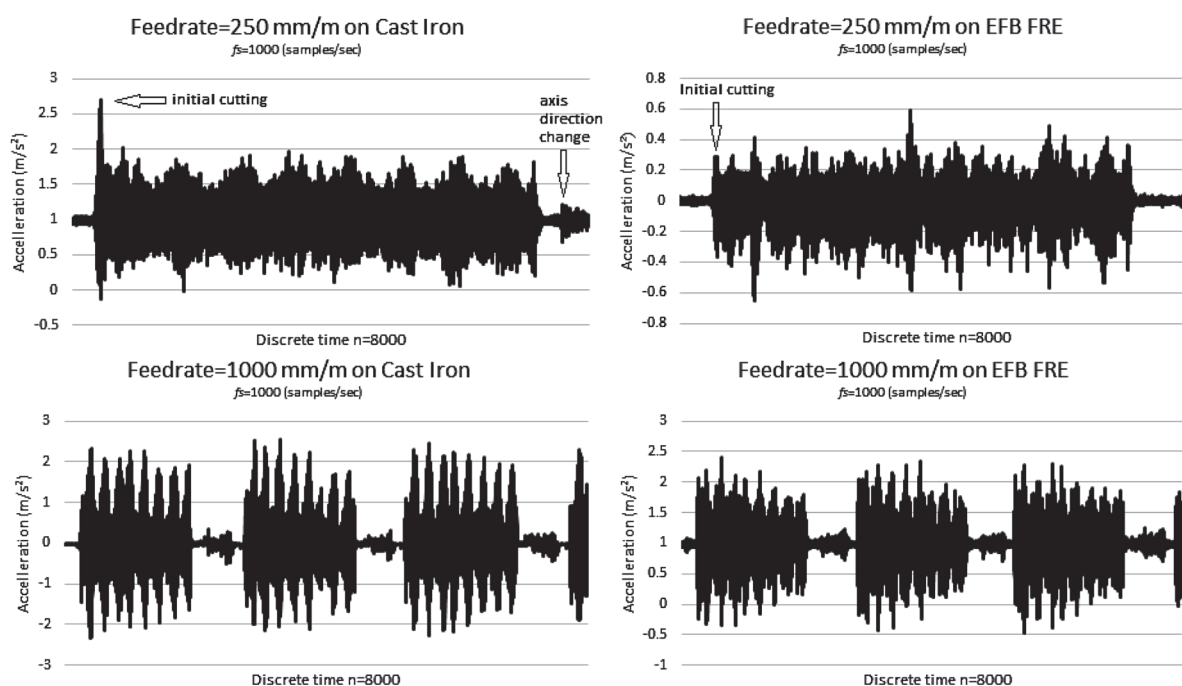 Feedrate=250 mm/m on Cast Iron
fs=1000 (samples/sec)
3
2.5
2
1.5
1
0.5
0
-0.5
Accelleration (m/s²)
initial cutting
axis
direction
change
Discrete time n=8000
Feedrate=250 mm/m on EFB FRE
fs=1000 (samples/sec)
0.8
0.6
0.4
0.2
0
-0.2
-0.4
-0.6
-0.8
Accelleration (m/s²)
Initial cutting
Discrete time n=8000
Feedrate=1000 mm/m on Cast Iron
fs=1000 (samples/sec)
3
2
1
0
-1
-2
-3
Accelleration (m/s²)
Discrete time n=8000
Feedrate=1000 mm/m on EFB FRE
fs=1000 (samples/sec)
3
2.5
2
1.5
1
0.5
0
-0.5
-1
Accelleration (m/s²)
Discrete time n=8000